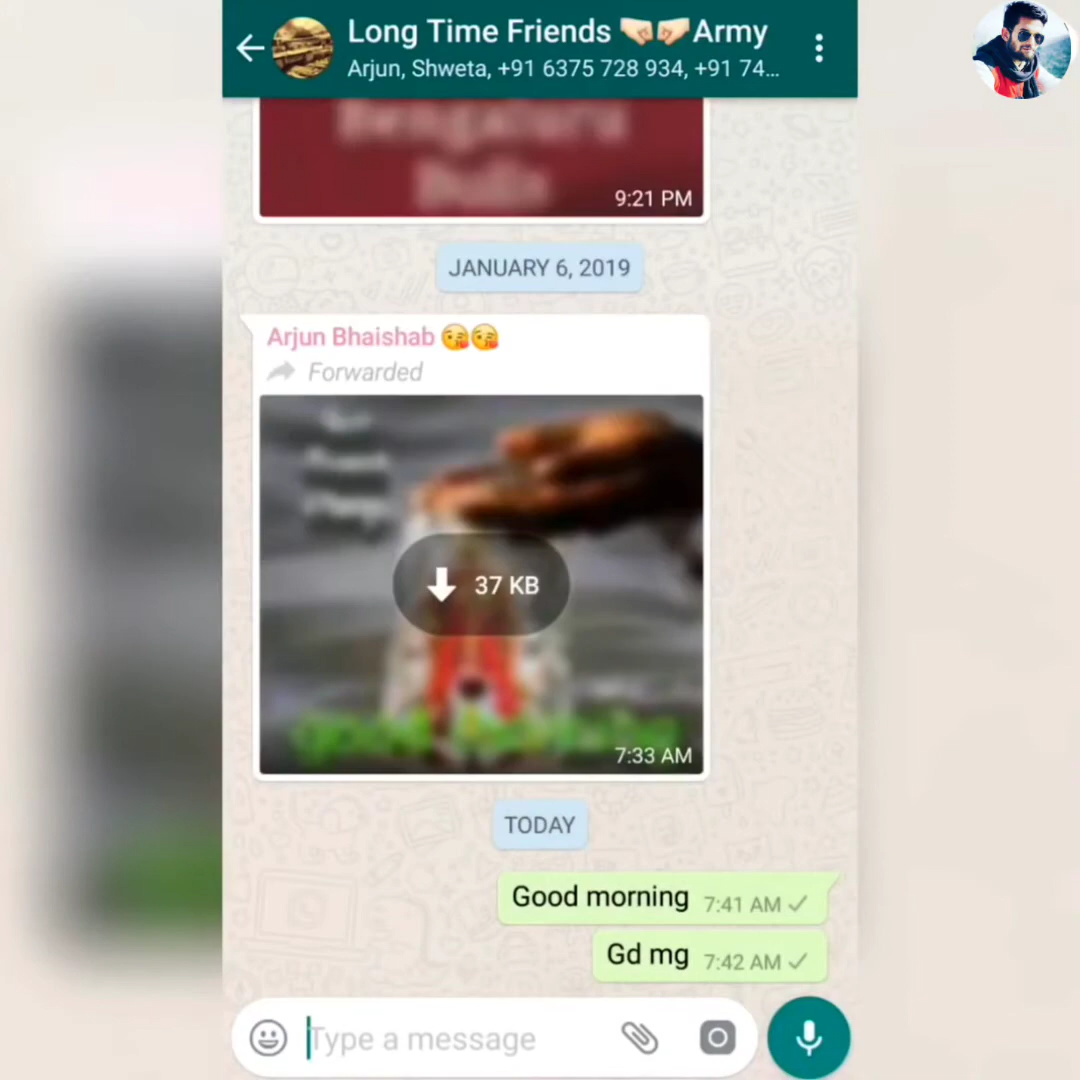 Long Time Friends 🤜🏻🤛🏻Army
Arjun, Shweta, +91 6375 728 934, +91 74...
Bengaluru
Bulls
9:21 PM
JANUARY 6, 2019
Arjun Bhaishab 😘😘
Forwarded
37 KB
7:33 AM
TODAY
Good morning 7:41 AM
Gd mg 7:42 AM
Type a message